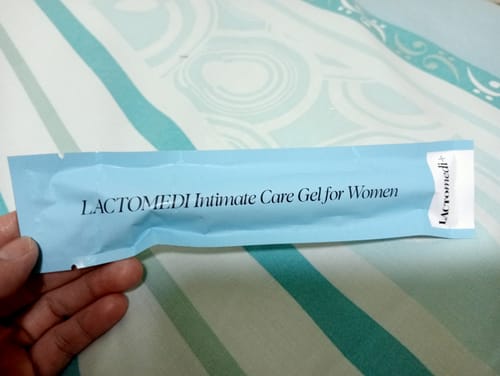 LACTOMEDI Intimate Care Gel for Women
Lactomedi+